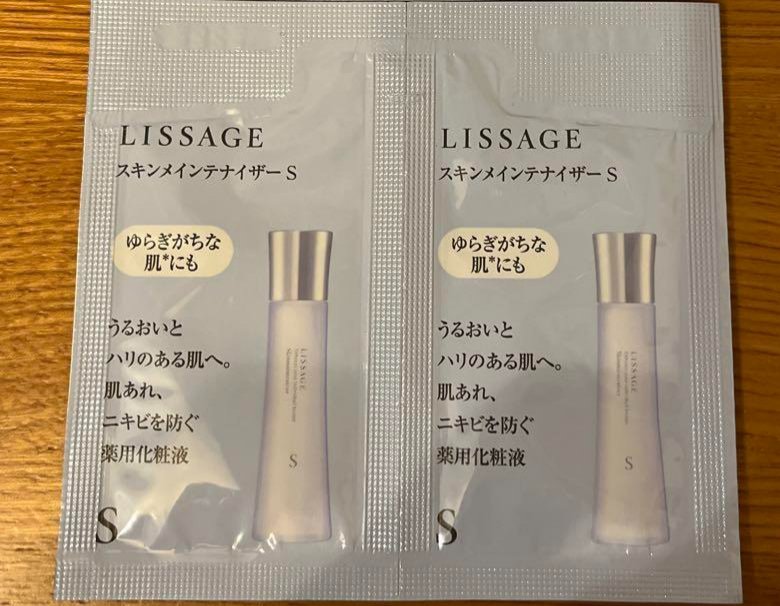 LISSAGE
スキンメインテナイザー S
ゆらぎがちな
肌*にも
うるおいと
ハリのある肌へ。
肌あれ、
ニキビを防ぐ
薬用化粧液
S
LISSAGE
S
LISSAGE
スキンメインテナイザー S
ゆらぎがちな
肌*にも
うるおいと
ハリのある肌へ。
肌あれ、
ニキビを防ぐ
薬用化粧液
S
LISSAGE
S